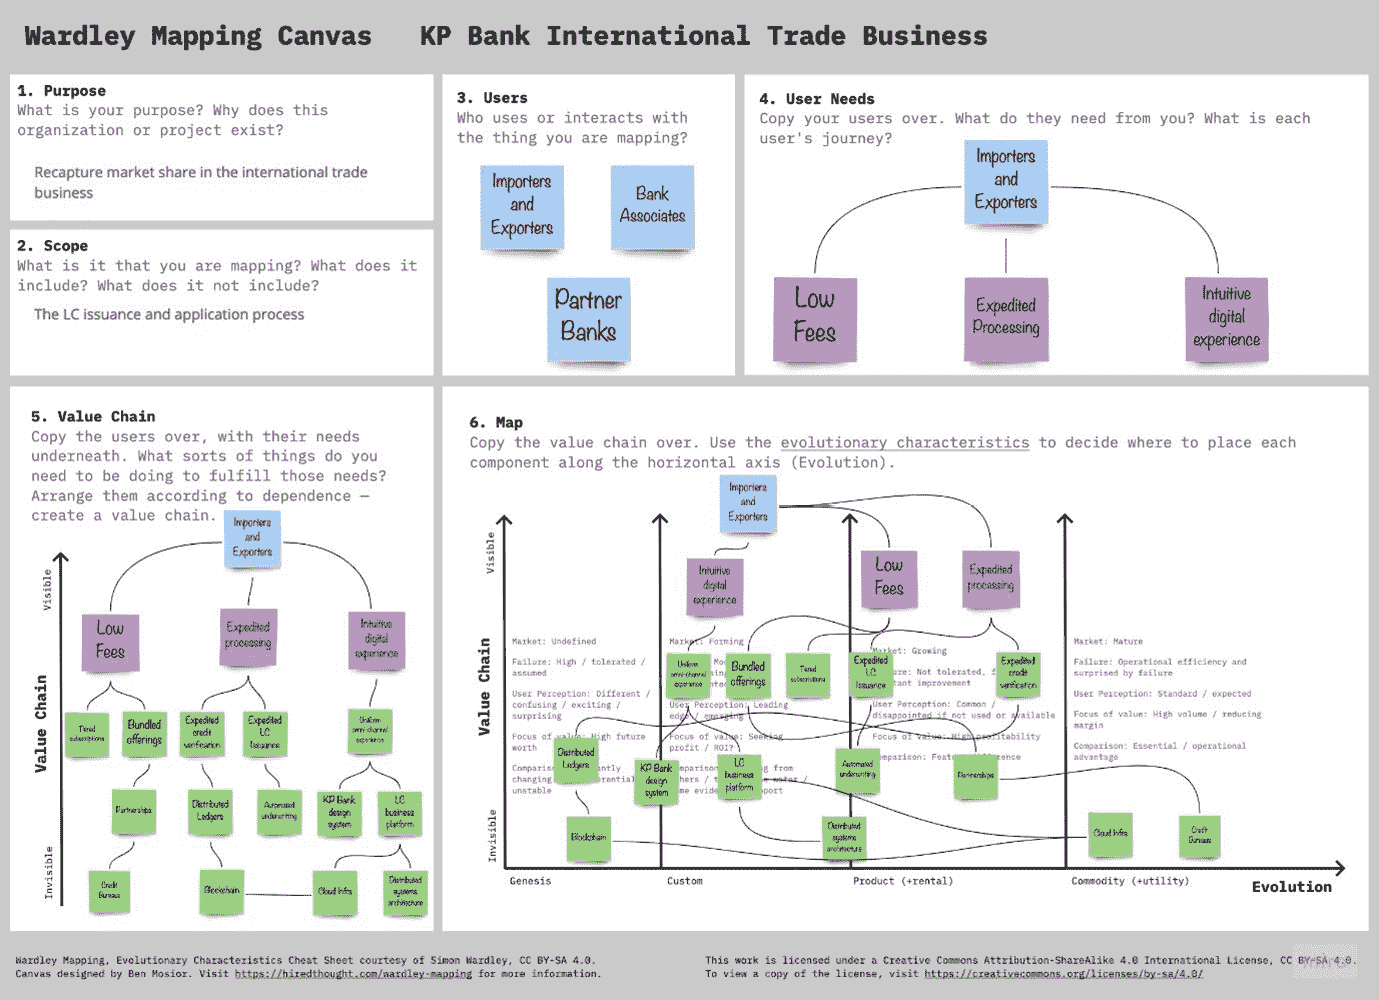 Wardley Mapping Canvas
KP Bank International Trade Business
1. Purpose
What is your purpose? Why does this
organization or project exist?
Recapture market share in the international trade
business
2. Scope
What is it that you are mapping? What does it
include? What does it not include?
The LC issuance and application process
3. Users
Who uses or interacts with
the thing you are mapping?
Importers
and
Exporters
Bank
Associates
Partner
Banks
4. User Needs
Copy your users over. What do they need from you? What is each
user's journey?
Importers
and
Exporters
Low
Fees
Expedited
Processing
Intuitive
digital
experience
5. Value Chain
Copy the users over, with their needs
underneath. What sorts of things do you
need to be doing to fulfill those needs?
Arrange them according to dependence —
create a value chain.
Importers
and
Exporters
Visible
Value Chain
Invisible
Low
Fees
Expedited
processing
Intuitive
digital
experience
Tiered
subscriptions
Bundled
offerings
Expedited
credit
verification
Expedited
LC
Issuance
Uniform
omni-channel
experience
Partnerships
Distributed
Ledgers
Automated
underwriting
KP Bank
design
system
LC
business
platform
Credit
Bureaus
Blockchain
Cloud Infra
Distributed
systems
architecture
6. Map
Copy the value chain over. Use the evolutionary characteristics to decide where to place each
component along the horizontal axis (Evolution).
Importers
and
Exporters
Visible
Value Chain
Invisible
Intuitive
digital
experience
Low
Fees
Expedited
processing
Market: Undefined
Failure: High / tolerated /
assumed
User Perception: Different /
confusing / exciting /
surprising
Focus of value: High future
worth
changing
unstable
Market: Forming
User Perception: Leading
edge / emerging
Focus of value: Seeking
profit / ROI?
Market: Growing
Not tolerated,
improvement
User Perception: Common /
disappointed if not used or available
Focus of value: High profitability
Market: Mature
Failure: Operational efficiency and
surprised by failure
User Perception: Standard / expected
Focus of value: High volume / reducing
margin
Comparison: Essential / operational
advantage
Uniform
omni-channel
experience
Bundled
offerings
Tiered
subscriptions
Expedited
LC
Issuance
Expedited
credit
verification
Distributed
Ledgers
KP Bank
design
system
LC
business
platform
Automated
underwriting
Partnerships
Blockchain
Distributed
systems
architecture
Cloud Infra
Credit
Bureaus
Genesis
Custom
Product (+rental)
Commodity (+utility)
Evolution
Wardley Mapping, Evolutionary Characteristics Cheat Sheet courtesy of Simon Wardley, CC BY-SA 4.0.
Canvas designed by Ben Mosior. Visit https://hiredthought.com/wardley-mapping for more information.
This work is licensed under a Creative Commons Attribution-ShareAlike 4.0 International License, CC BY-SA 4.0.
To view a copy of the license, visit https://creativecommons.org/licenses/by-sa/4.0/